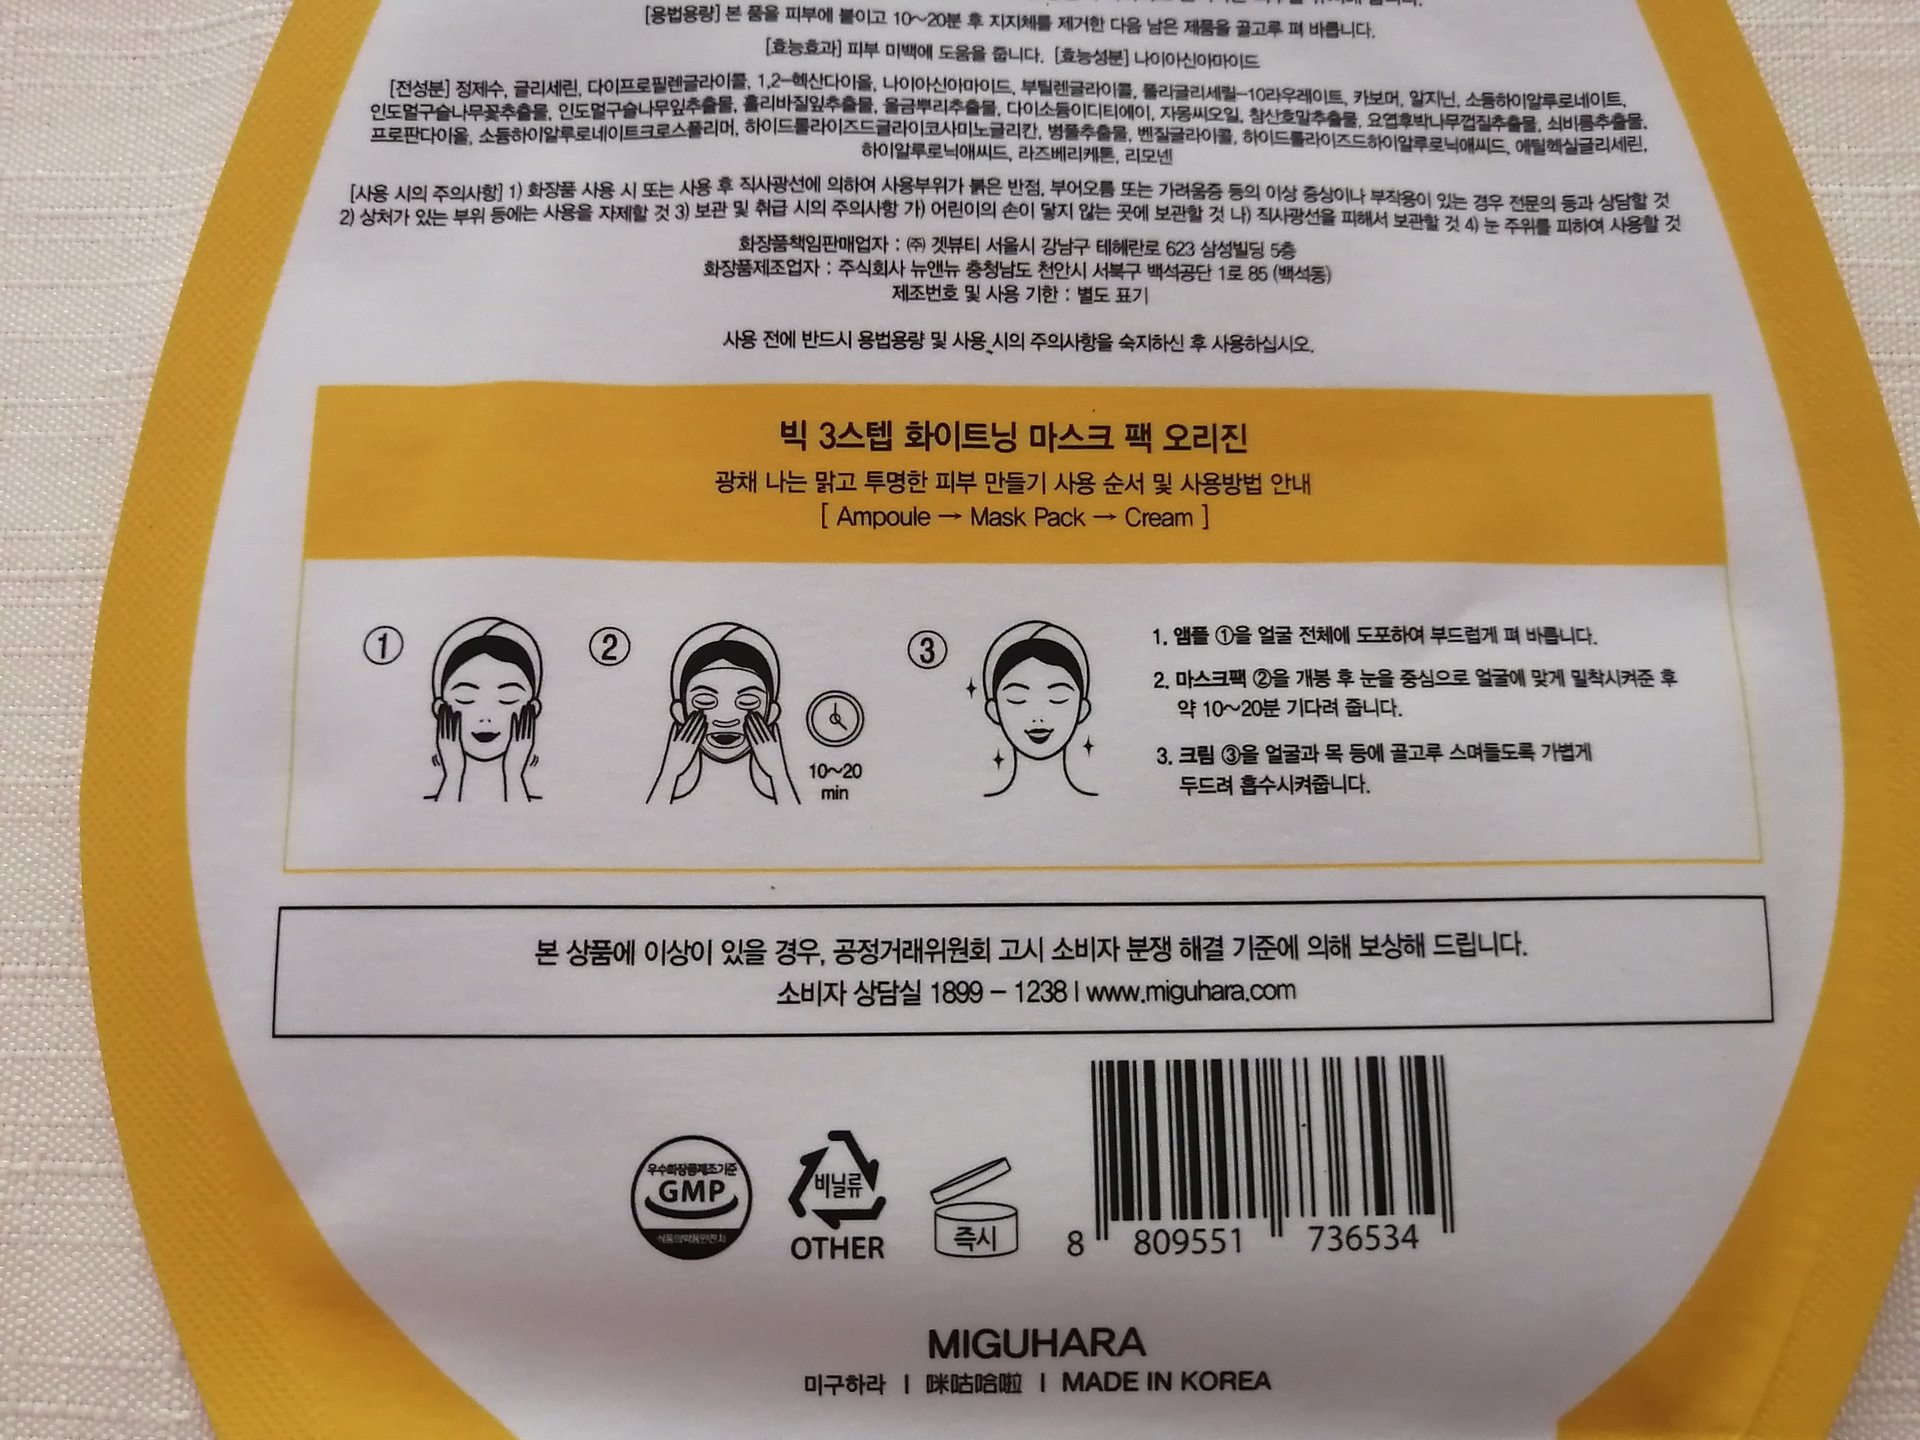 [용법용량] 본 품을 피부에 붙이고 10~20분 후 지지체를 제거한 다음 남은 제품을 골고루 펴 바릅니다.
[효능효과] 피부 미백에 도움을 줍니다. [효능성분] 나이아신아마이드
[전성분] 정제수, 글리세린, 다이프로필렌글라이콜, 1,2-헥산다이올, 나이아신아마이드, 부틸렌글라이콜, 폴리글리세릴-10라우레이트, 카보머, 알지닌, 소듐하이알루로네이트,
인도멀구슬나무꽃추출물, 인도멀구슬나무잎추출물, 홀리바질잎추출물, 울금뿌리추출물, 다이소듐이디티에이, 자몽씨오일, 참산호말추출물, 요엽후박나무껍질추출물, 쇠비름추출물,
프로판다이올, 소듐하이알루로네이트크로스폴리머, 하이드롤라이즈드글라이코사미노글리칸, 병풀추출물, 벤질글라이콜, 하이드롤라이즈드하이알루로닉애씨드, 에틸헥실글리세린,
하이알루로닉애씨드, 라즈베리케톤, 리모넨
[사용 시의 주의사항] 1) 화장품 사용 시 또는 사용 후 직사광선에 의하여 사용부위가 붉은 반점, 부어오름 또는 가려움증 등의 이상 증상이나 부작용이 있는 경우 전문의 등과 상담할 것
2) 상처가 있는 부위 등에는 사용을 자제할 것 3) 보관 및 취급 시의 주의사항 가) 어린이의 손이 닿지 않는 곳에 보관할 것 나) 직사광선을 피해서 보관할 것 4) 눈 주위를 피하여 사용할 것
화장품책임판매업자 : ㈜ 겟뷰티 서울시 강남구 테헤란로 623 삼성빌딩 5층
화장품제조업자 : 주식회사 뉴앤뉴 충청남도 천안시 서북구 백석공단 1로 85 (백석동)
제조번호 및 사용 기한 : 별도 표기
사용 전에 반드시 용법용량 및 사용 시의 주의사항을 숙지하신 후 사용하십시오.
빅 3스텝 화이트닝 마스크 팩 오리진
광채 나는 맑고 투명한 피부 만들기 사용 순서 및 사용방법 안내
[ Ampoule → Mask Pack → Cream ]
① ② ③
10~20
min
1. 앰플 ①을 얼굴 전체에 도포하여 부드럽게 펴 바릅니다.
2. 마스크팩 ②을 개봉 후 눈을 중심으로 얼굴에 맞게 밀착시켜준 후
약 10~20분 기다려 줍니다.
3. 크림 ③을 얼굴과 목 등에 골고루 스며들도록 가볍게
두드려 흡수시켜줍니다.
본 상품에 이상이 있을 경우, 공정거래위원회 고시 소비자 분쟁 해결 기준에 의해 보상해 드립니다.
소비자 상담실 1899 - 1238 | www.miguhara.com
우수화장품제조기준
GMP
식품의약품안전처
비닐류
OTHER
즉시
8 809551 736534
MIGUHARA
미구하라 | 咪咕哈啦 | MADE IN KOREA